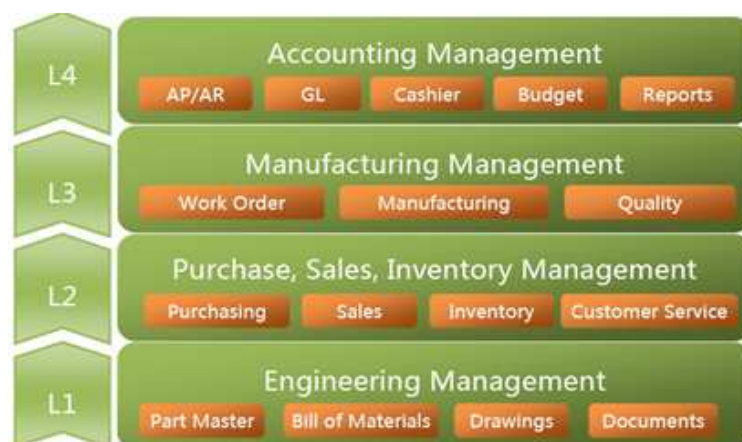 L4
Accounting Management
AP/AR GL Cashier Budget Reports
L3
Manufacturing Management
Work Order Manufacturing Quality
L2
Purchase, Sales, Inventory Management
Purchasing Sales Inventory Customer Service
L1
Engineering Management
Part Master Bill of Materials Drawings Documents